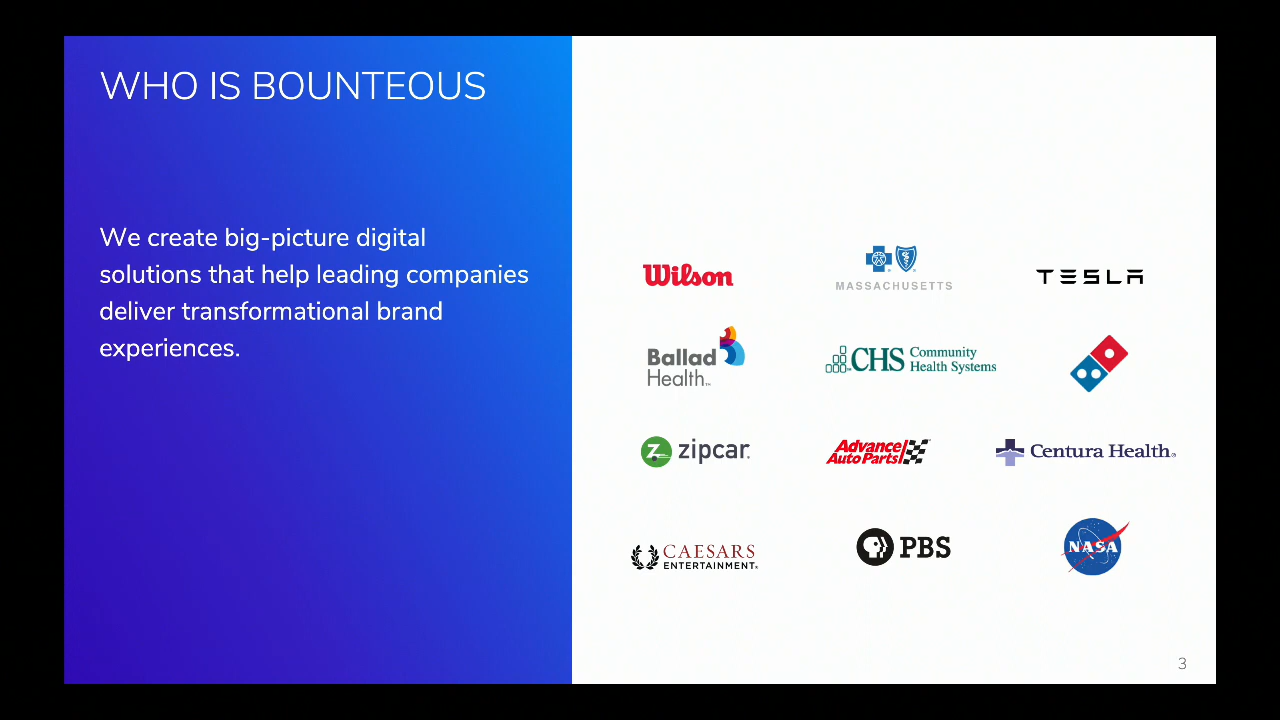 WHO IS BOUNTEOUS
We create big-picture digital
solutions that help leading companies
deliver transformational brand
experiences.
Wilson
MASSACHUSETTS
TESLA
Ballad
Health™
CHS Community
Health Systems
Z zipcar.
Advance
Auto Parts
Centura Health®
CAESARS
ENTERTAINMENT®
PBS
NASA
3